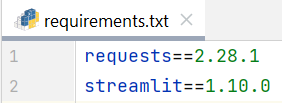 requirements.txt
1 requests==2.28.1
2 streamlit==1.10.0